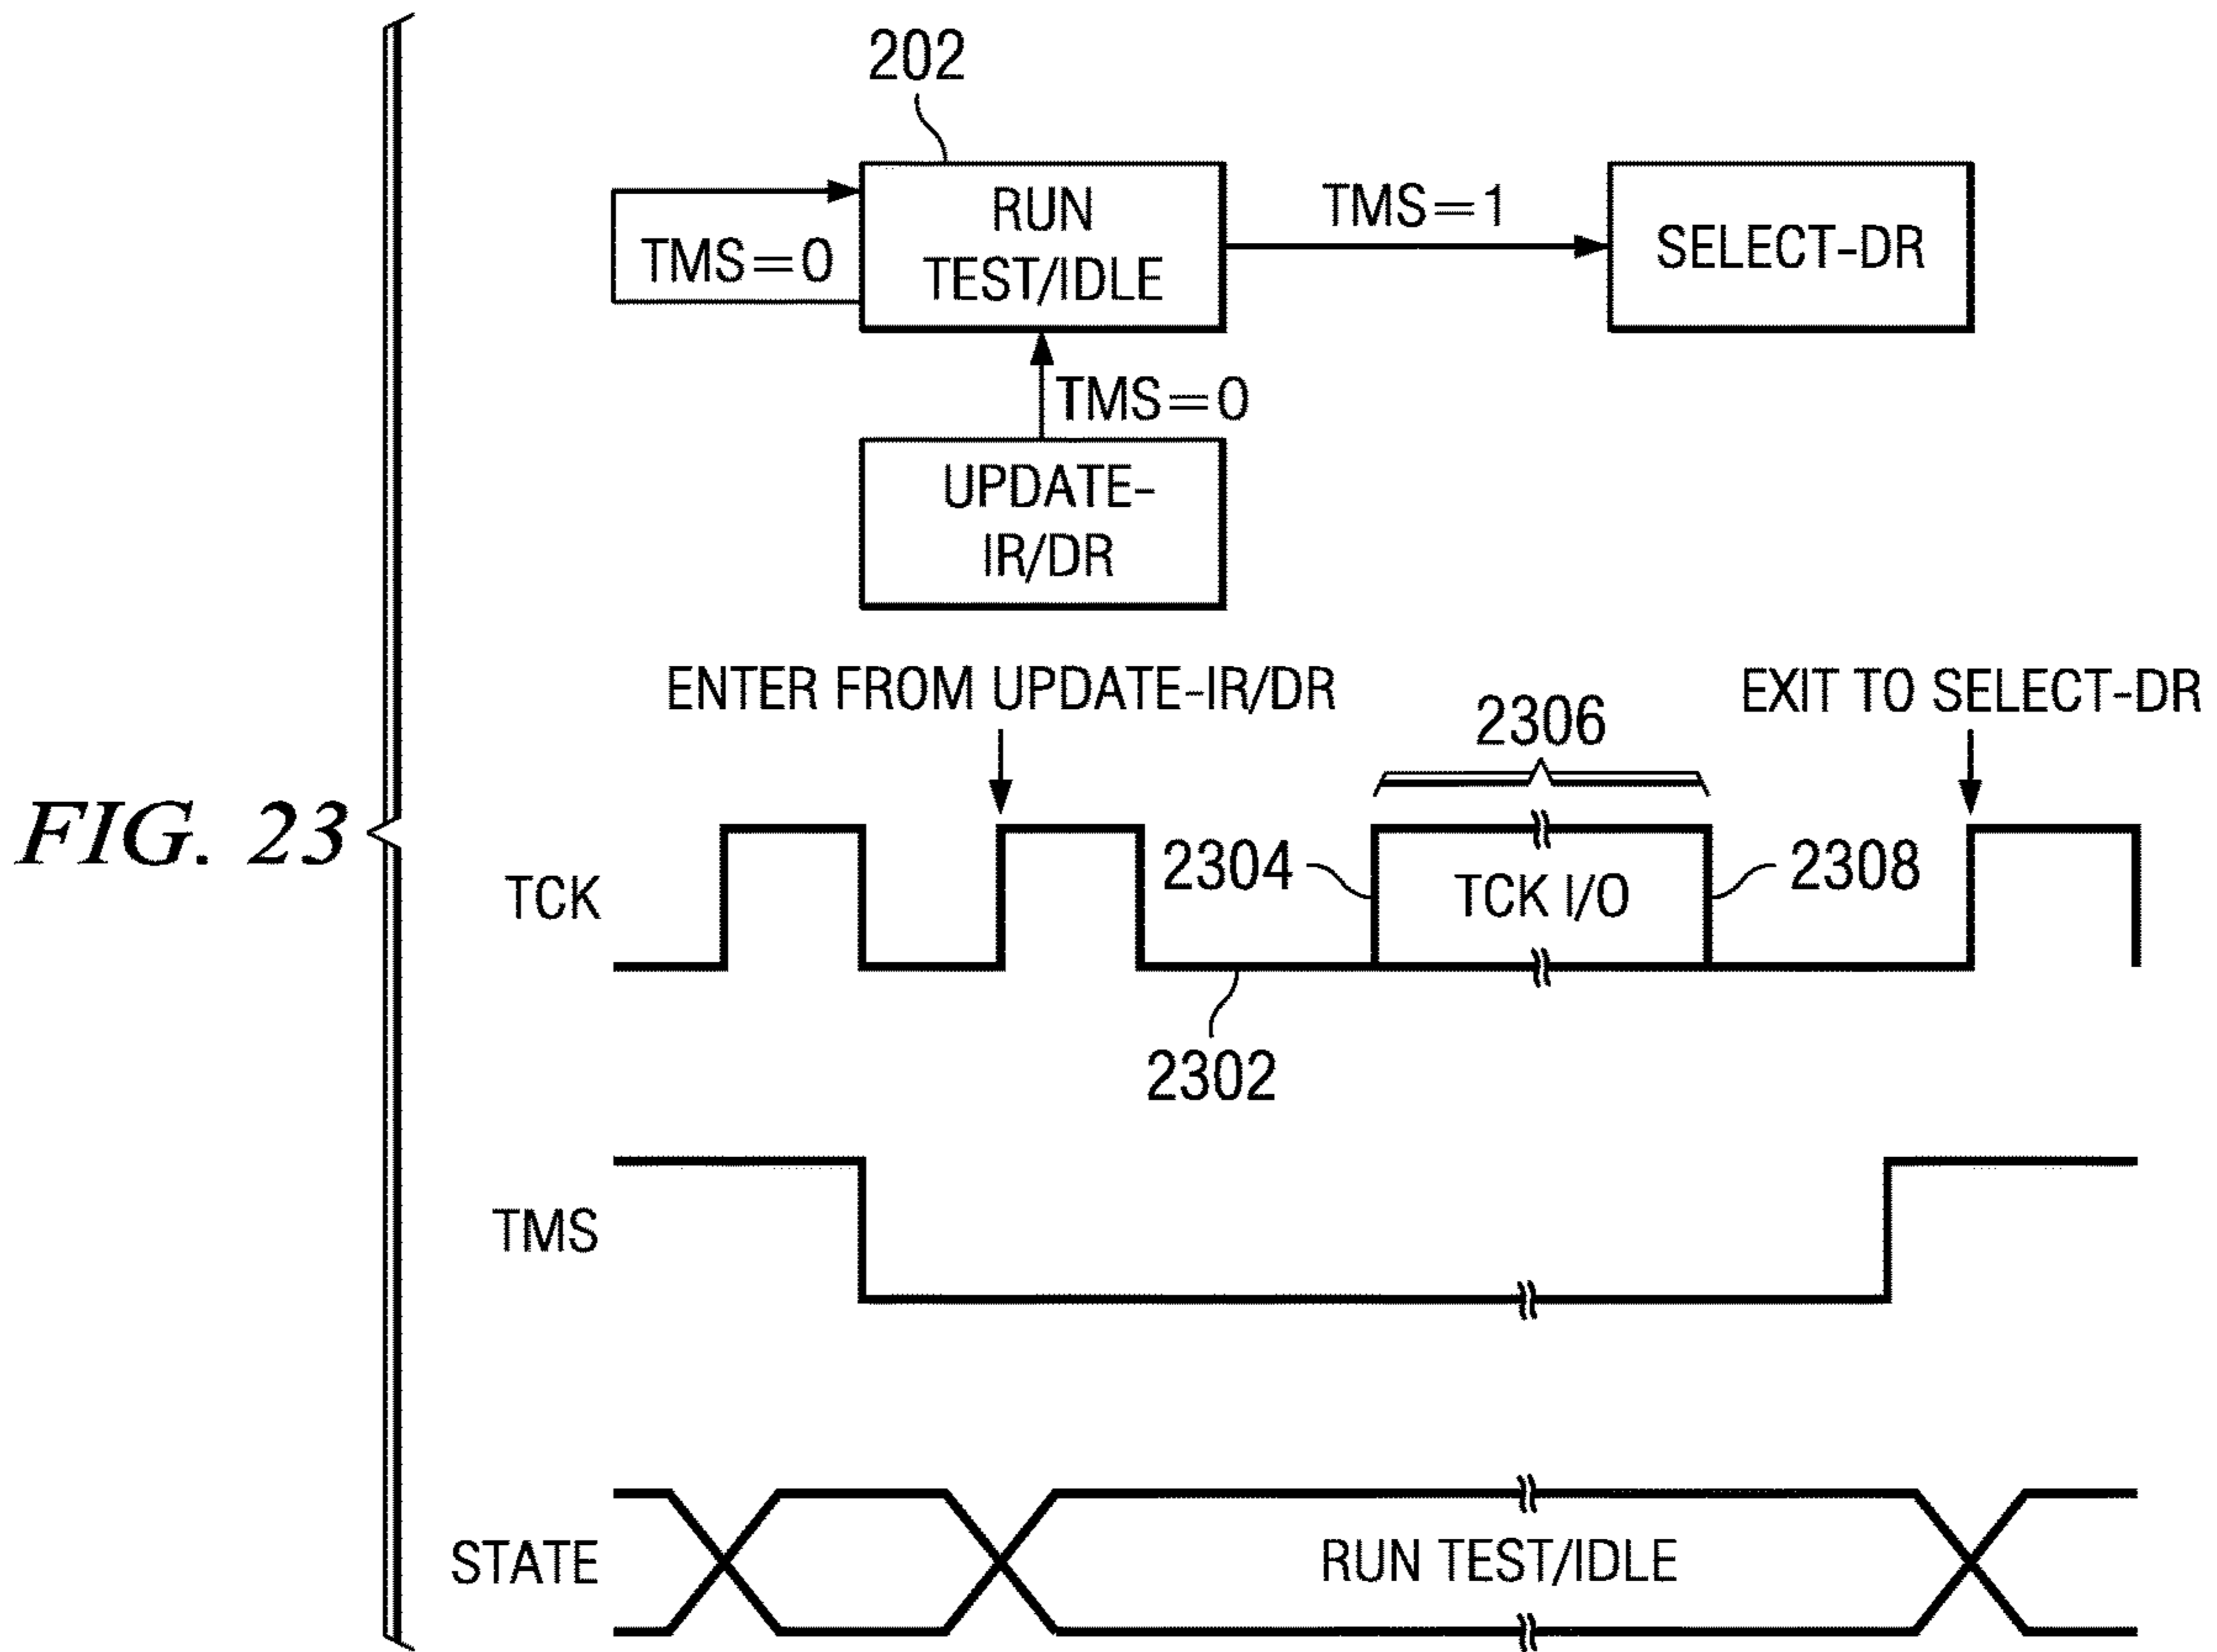 202
RUN
TEST/IDLE
TMS=0
TMS=1
SELECT-DR
TMS=0
UPDATE-
IR/DR
ENTER FROM UPDATE-IR/DR
2306
EXIT TO SELECT-DR
FIG. 23
TCK
2304
TCK I/O
2308
2302
TMS
STATE
RUN TEST/IDLE